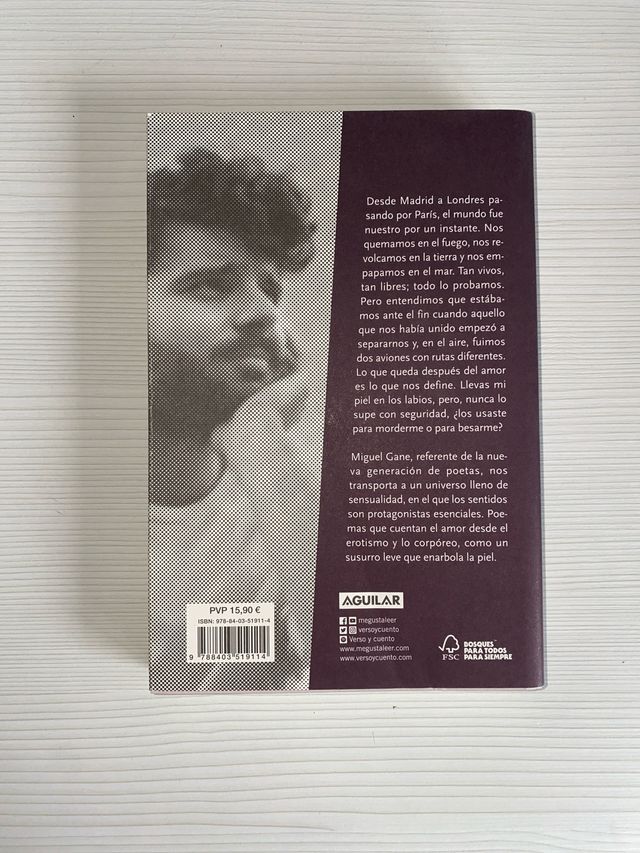 Desde Madrid a Londres pa-
sando por París, el mundo fue
nuestro por un instante. Nos
quemamos en el fuego, nos re-
volcamos en la tierra y nos em-
papamos en el mar. Tan vivos,
tan libres; todo lo probamos.
Pero entendimos que estába-
mos ante el fin cuando aquello
que nos había unido empezó a
separarnos y, en el aire, fuimos
dos aviones con rutas diferentes.
Lo que queda después del amor
es lo que nos define. Llevas mi
piel en los labios, pero, nunca lo
supe con seguridad, ¿los usaste
para morderme o para besarme?
Miguel Gane, referente de la nue-
va generación de poetas, nos
transporta a un universo lleno de
sensualidad, en el que los sentidos
son protagonistas esenciales. Poe-
mas que cuentan el amor desde el
erotismo y lo corpóreo, como un
susurro leve que enarbola la piel.
PVP 15,90 €
ISBN: 978-84-03-51911-4
9 788403 519114
AGUILAR
megustaleer
versoycuento
Verso y cuento
www.megustaleer.com
www.versoycuento.com
FSC
BOSQUES
PARA TODOS
PARA SIEMPRE